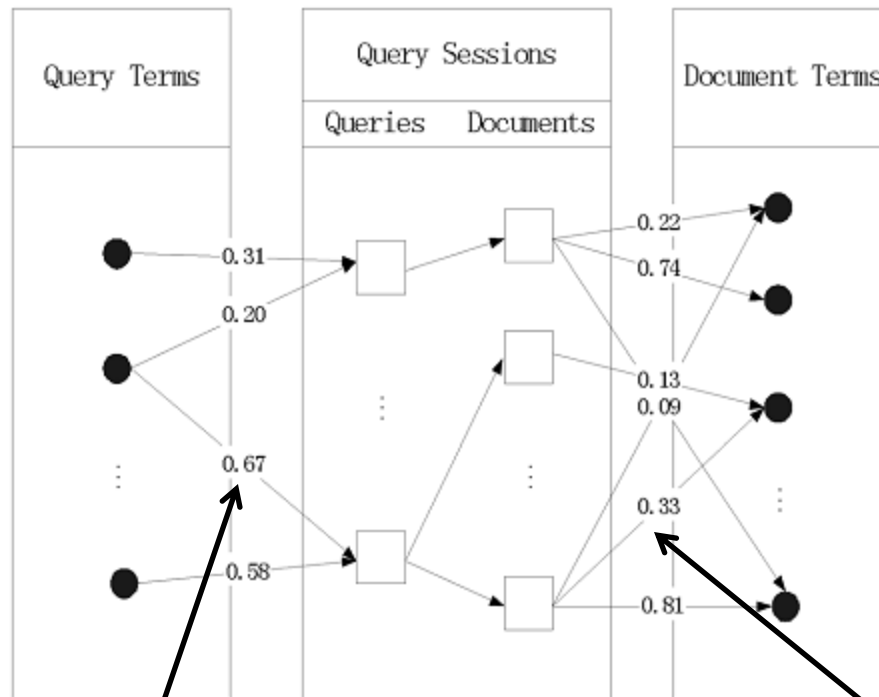 Query Terms
Query Sessions
Document Terms
Queries Documents
0.31
0.20
0.67
0.58
0.22
0.74
0.13
0.09
0.33
0.81